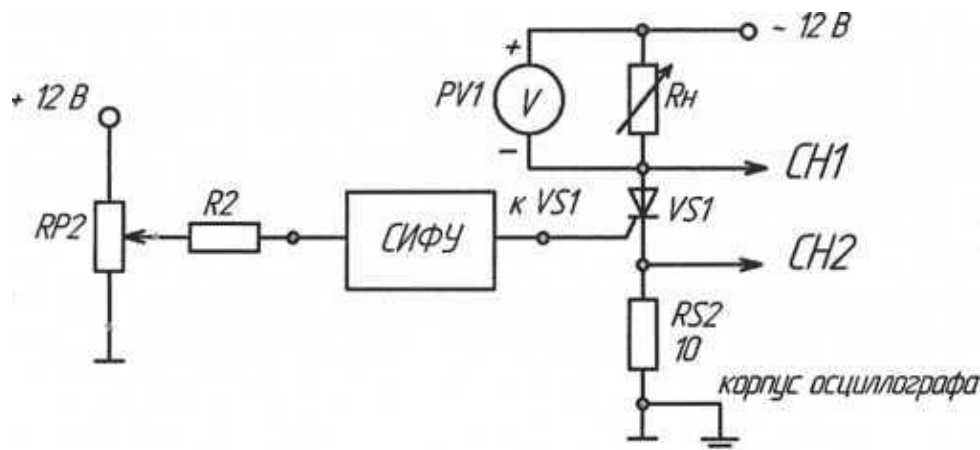 ~ 12 В
+
PV1
V
Rн
+ 12 В
−
CH1
R2
к VS1
VS1
RP2
СИФУ
CH2
RS2
10
корпус осциллографа